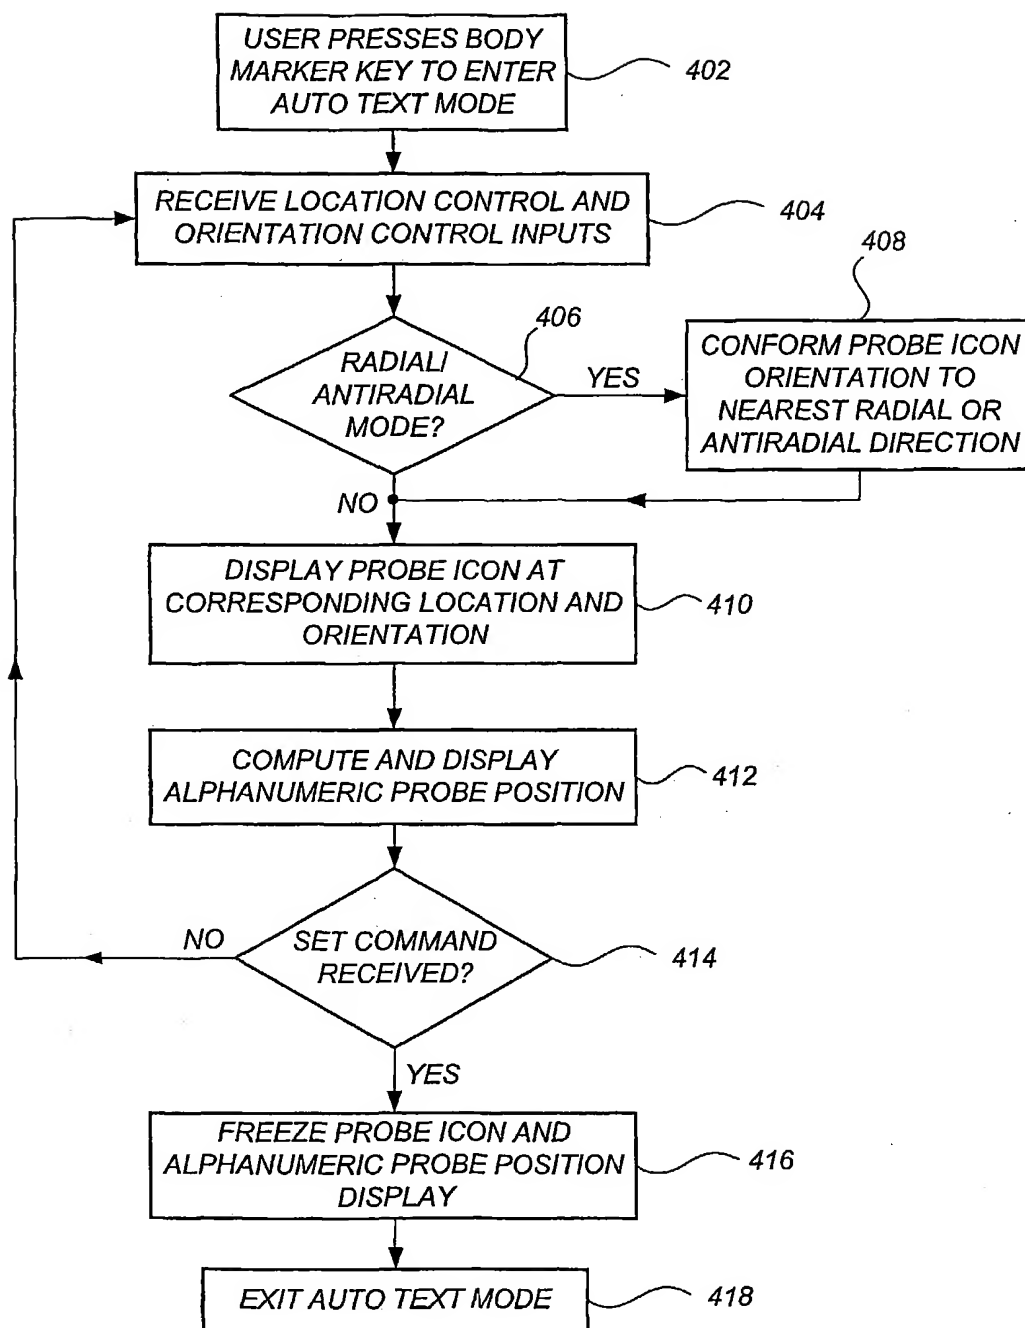 USER PRESSES BODY
MARKER KEY TO ENTER
AUTO TEXT MODE
402
RECEIVE LOCATION CONTROL AND
ORIENTATION CONTROL INPUTS
404
408
406
RADIAL/
ANTIRADIAL
MODE?
YES
CONFORM PROBE ICON
ORIENTATION TO
NEAREST RADIAL OR
ANTIRADIAL DIRECTION
NO
DISPLAY PROBE ICON AT
CORRESPONDING LOCATION AND
ORIENTATION
410
COMPUTE AND DISPLAY
ALPHANUMERIC PROBE POSITION
412
NO
SET COMMAND
RECEIVED?
414
YES
FREEZE PROBE ICON AND
ALPHANUMERIC PROBE POSITION
DISPLAY
416
EXIT AUTO TEXT MODE
418